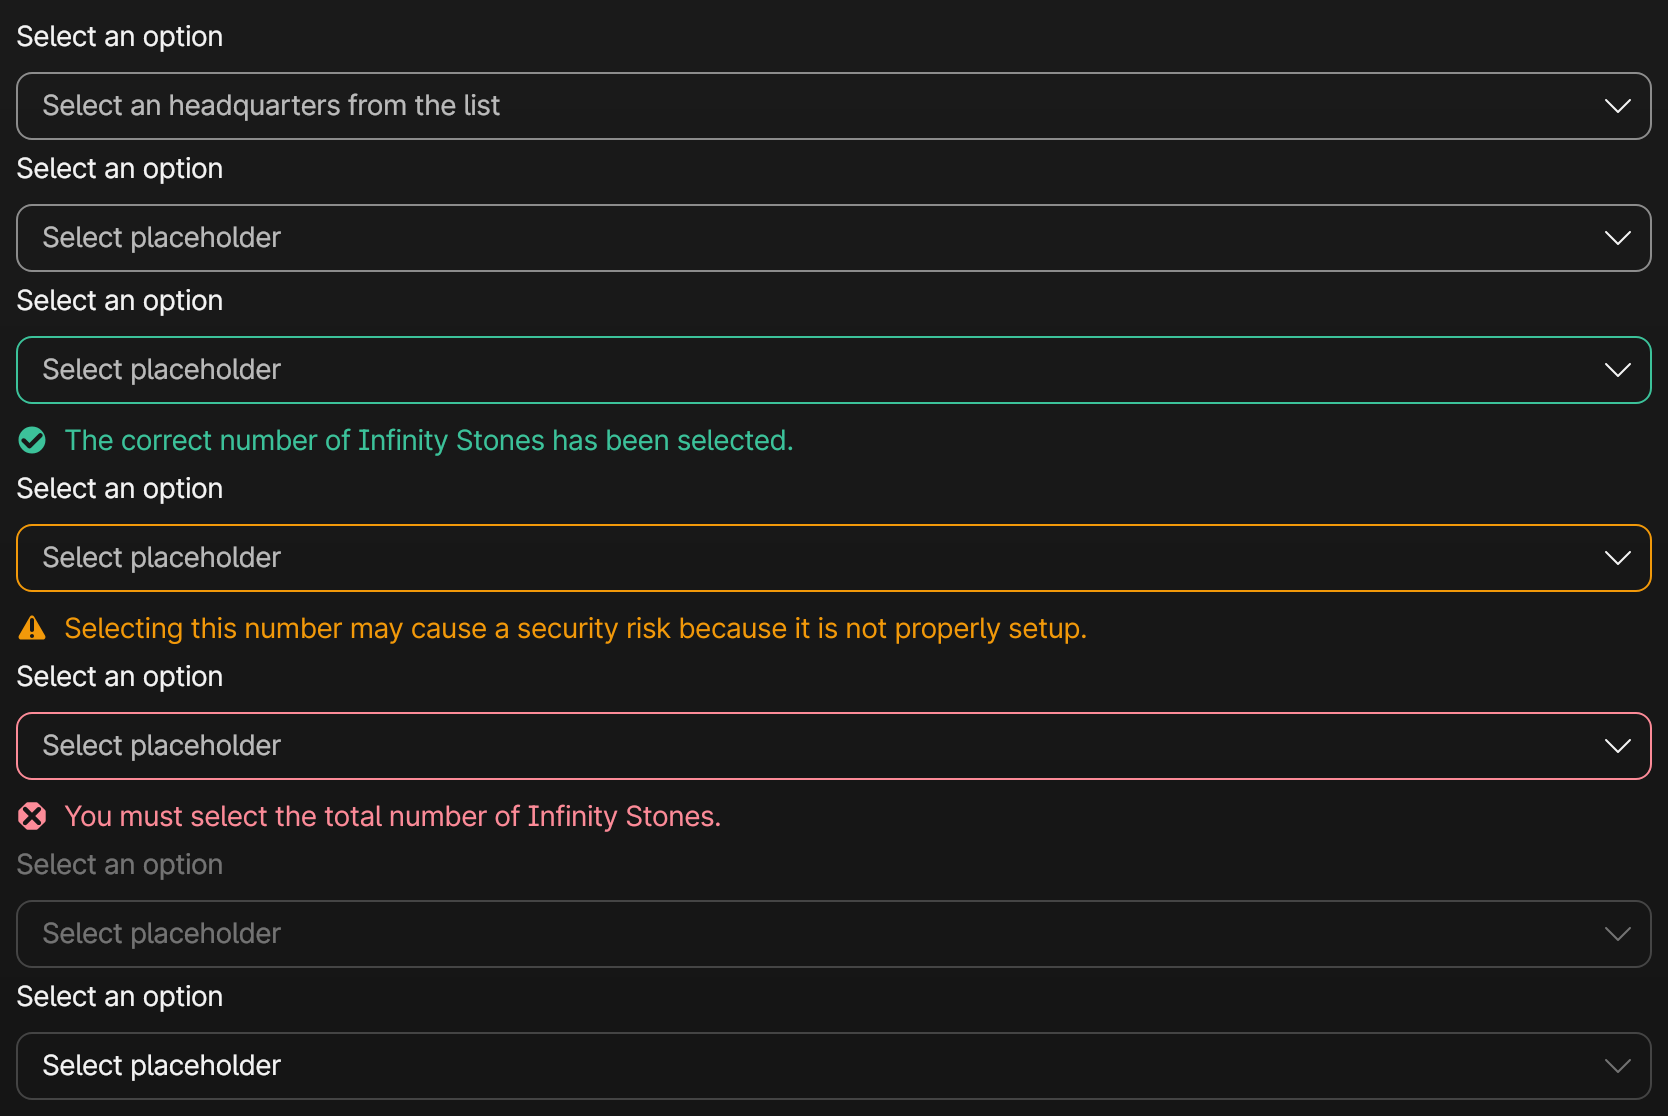 Select an option
Select an headquarters from the list
Select an option
Select placeholder
Select an option
Select placeholder
The correct number of Infinity Stones has been selected.
Select an option
Select placeholder
Selecting this number may cause a security risk because it is not properly setup.
Select an option
Select placeholder
You must select the total number of Infinity Stones.
Select an option
Select placeholder
Select an option
Select placeholder